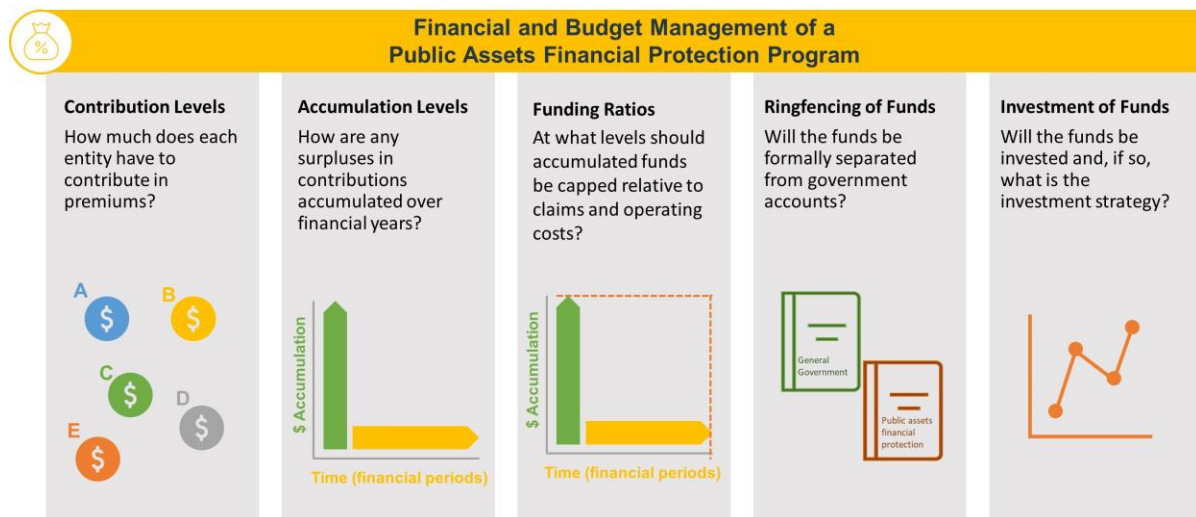 %
Financial and Budget Management of a
Public Assets Financial Protection Program
Contribution Levels
How much does each
entity have to
contribute in
premiums?
A
$
B
$
C
$
D
$
E
$
Accumulation Levels
How are any
surpluses in
contributions
accumulated over
financial years?
$ Accumulation
Time (financial periods)
Funding Ratios
At what levels should
accumulated funds
be capped relative to
claims and operating
costs?
$ Accumulation
Time (financial periods)
Ringfencing of Funds
Will the funds be
formally separated
from government
accounts?
General
Government
Public assets
financial
protection
Investment of Funds
Will the funds be
invested and, if so,
what is the
investment strategy?